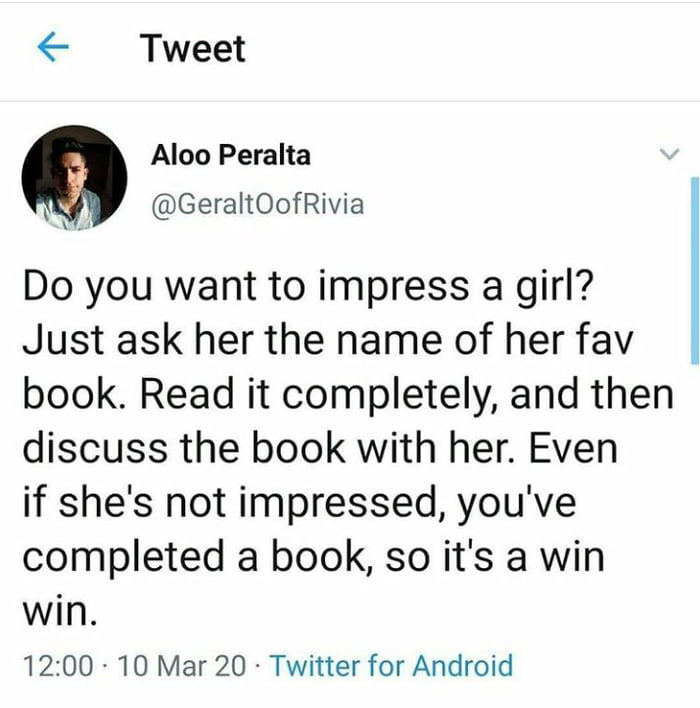 Tweet
Aloo Peralta
@GeraltOofRivia
Do you want to impress a girl?
Just ask her the name of her fav
book. Read it completely, and then
discuss the book with her. Even
if she's not impressed, you've
completed a book, so it's a win
win.
12:00 · 10 Mar 20 · Twitter for Android